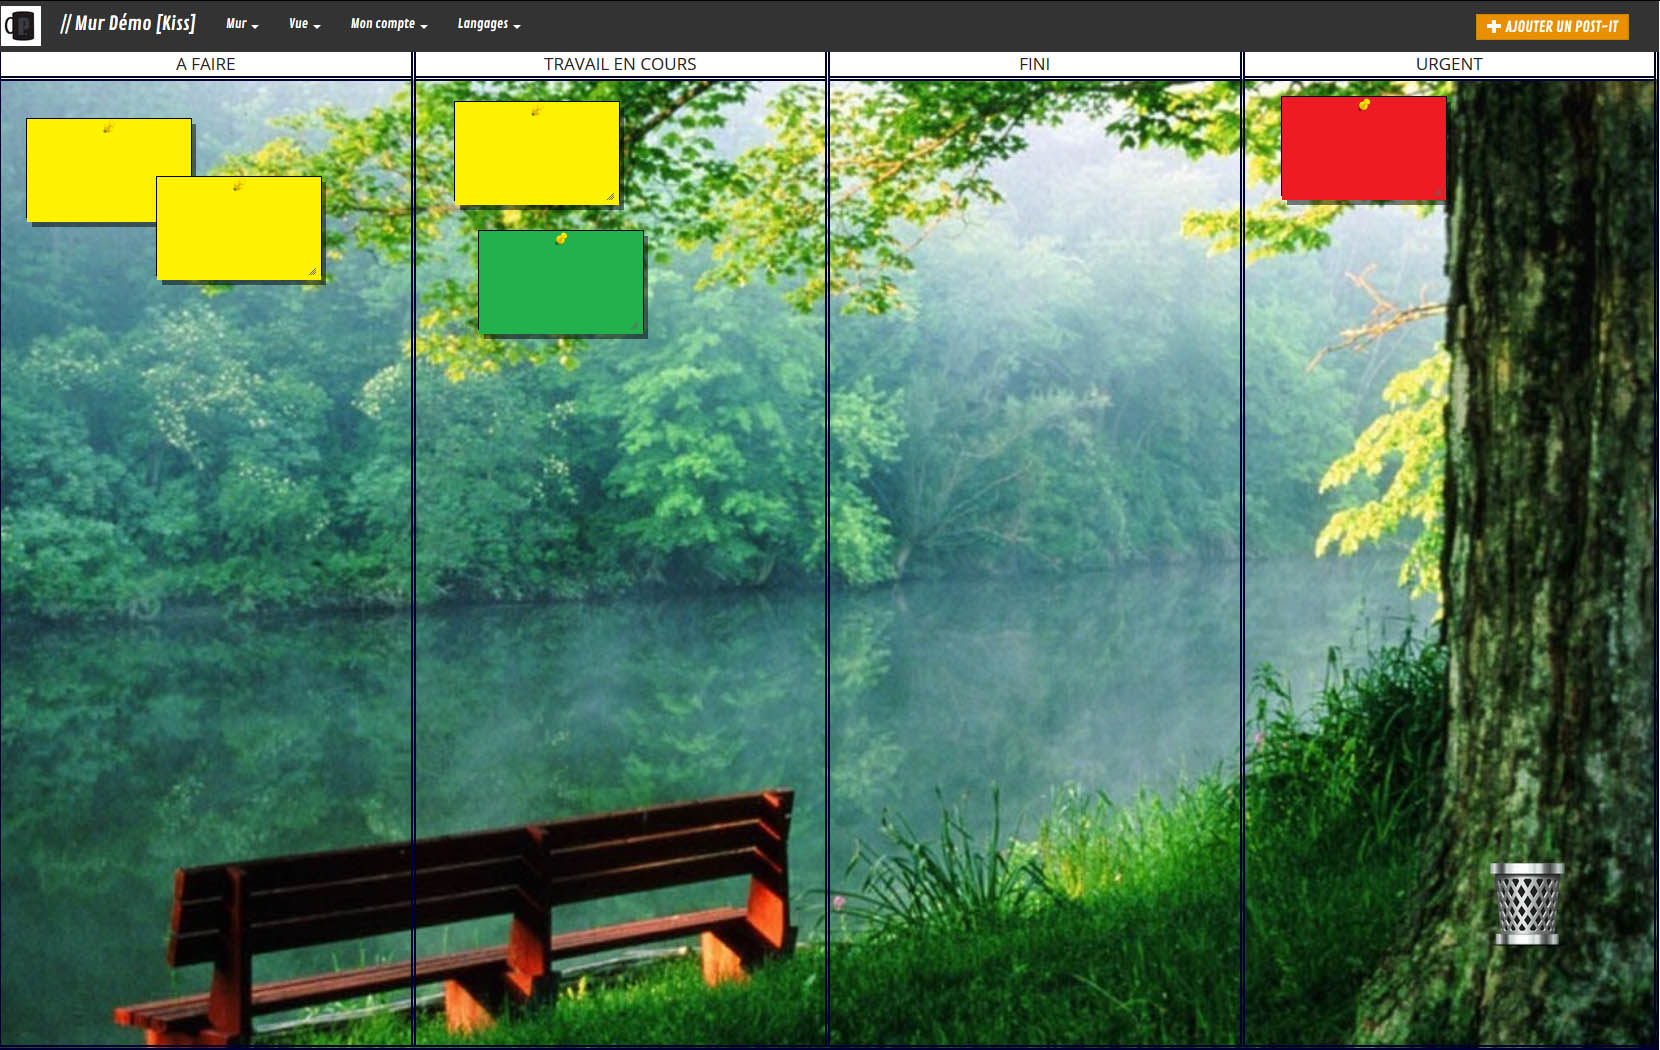 // Mur Démo [Kiss] Mur Vue Mon compte Langages AJOUTER UN POST-IT
A FAIRE TRAVAIL EN COURS FINI URGENT